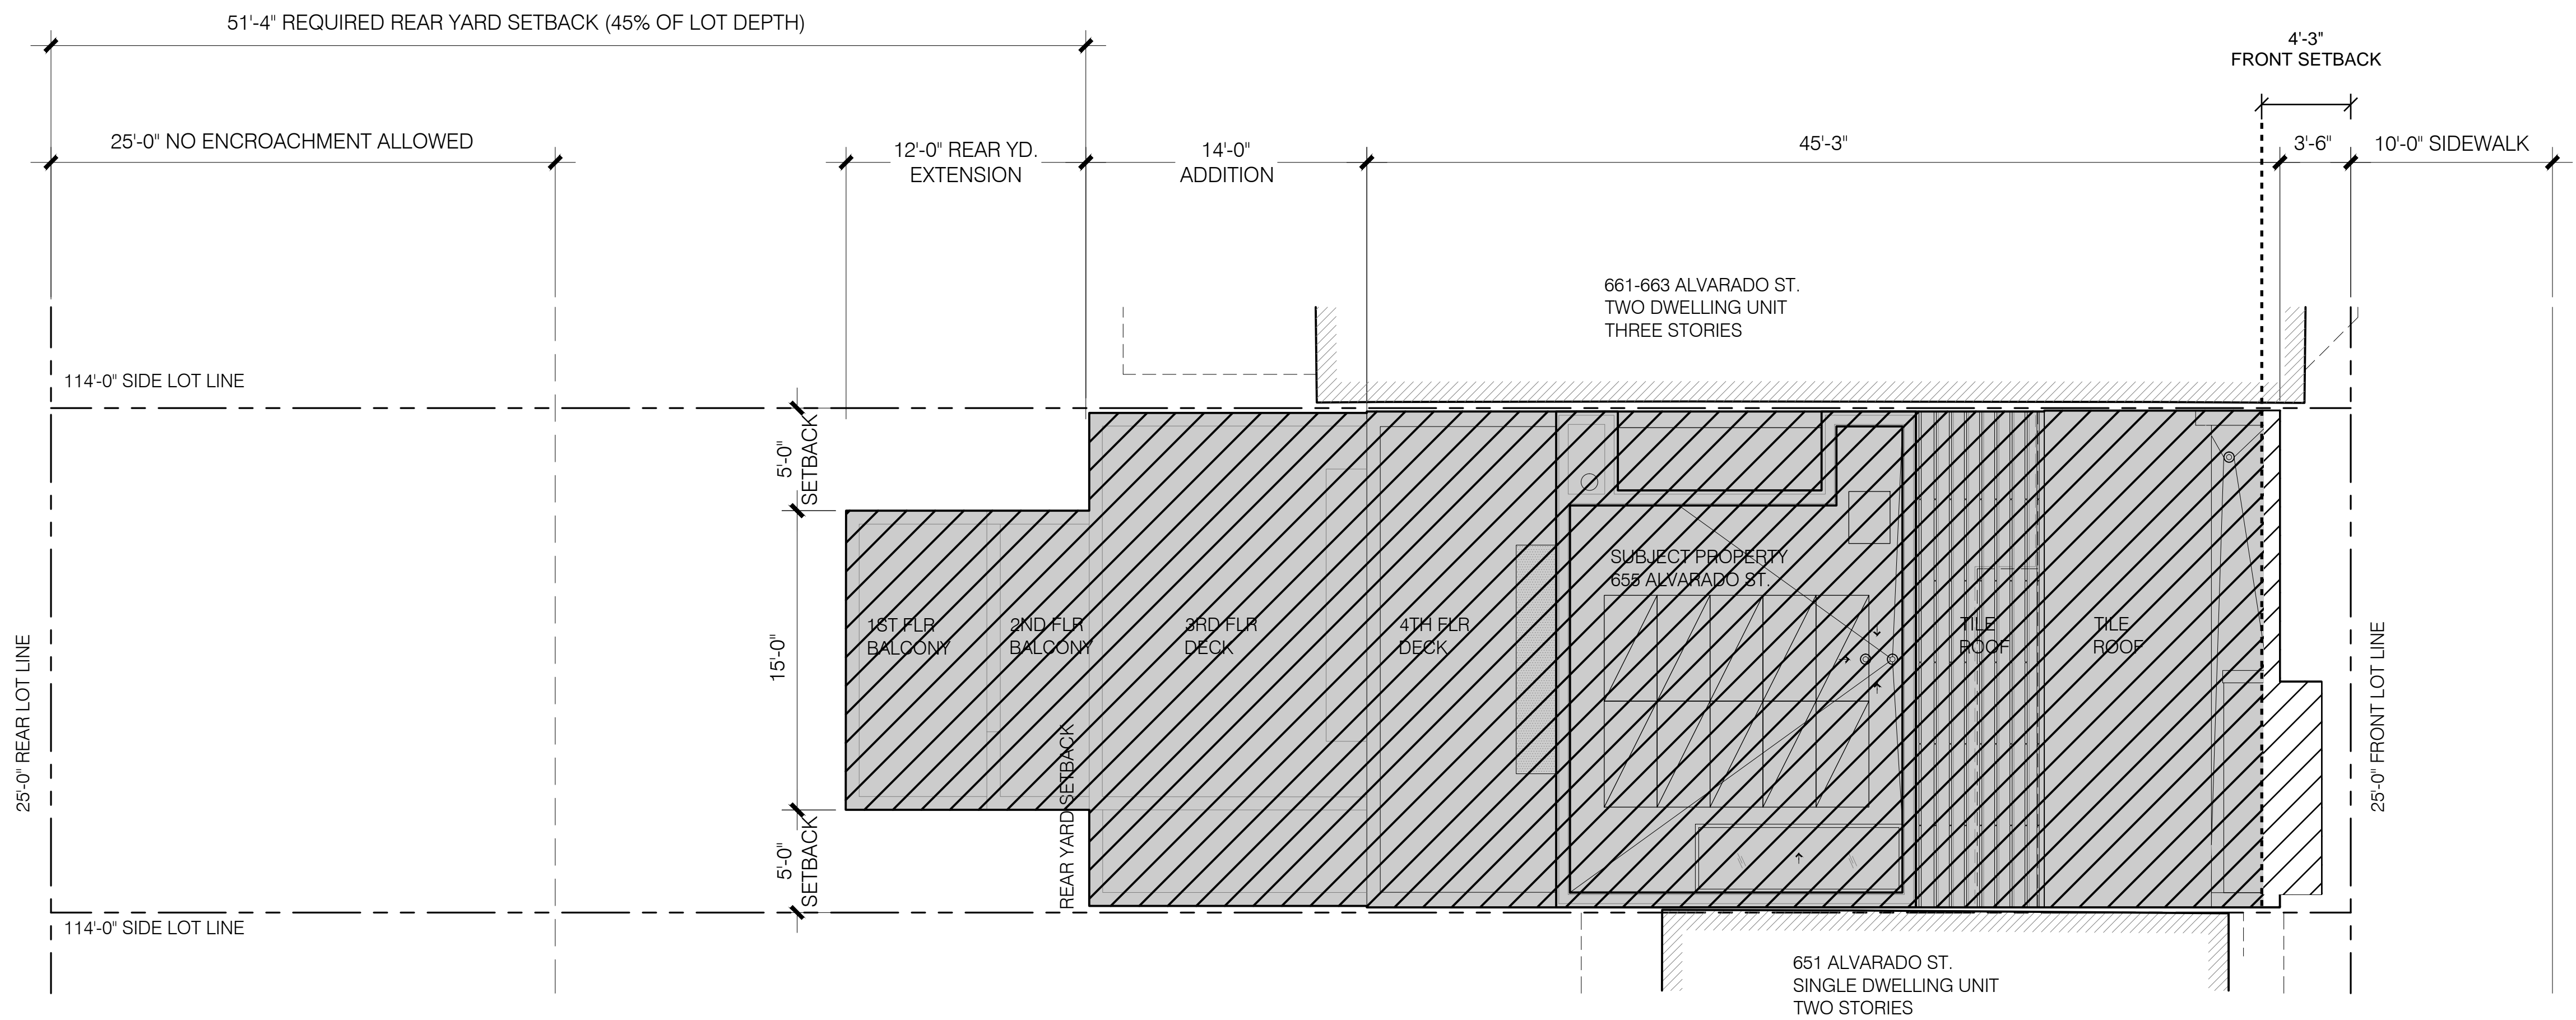 51'-4" REQUIRED REAR YARD SETBACK (45% OF LOT DEPTH)
4'-3"
FRONT SETBACK
25'-0" NO ENCROACHMENT ALLOWED
12'-0" REAR YD.
EXTENSION
14'-0"
ADDITION
45'-3"
3'-6"
10'-0" SIDEWALK
661-663 ALVARADO ST.
TWO DWELLING UNIT
THREE STORIES
114'-0" SIDE LOT LINE
5'-0"
SETBACK
SUBJECT PROPERTY
655 ALVARADO ST.
25'-0" REAR LOT LINE
15'-0"
1ST FLR
BALCONY
2ND FLR
BALCONY
3RD FLR
DECK
4TH FLR
DECK
TILE
ROOF
TILE
ROOF
25'-0" FRONT LOT LINE
REAR YARD SETBACK
5'-0"
SETBACK
114'-0" SIDE LOT LINE
651 ALVARADO ST.
SINGLE DWELLING UNIT
TWO STORIES